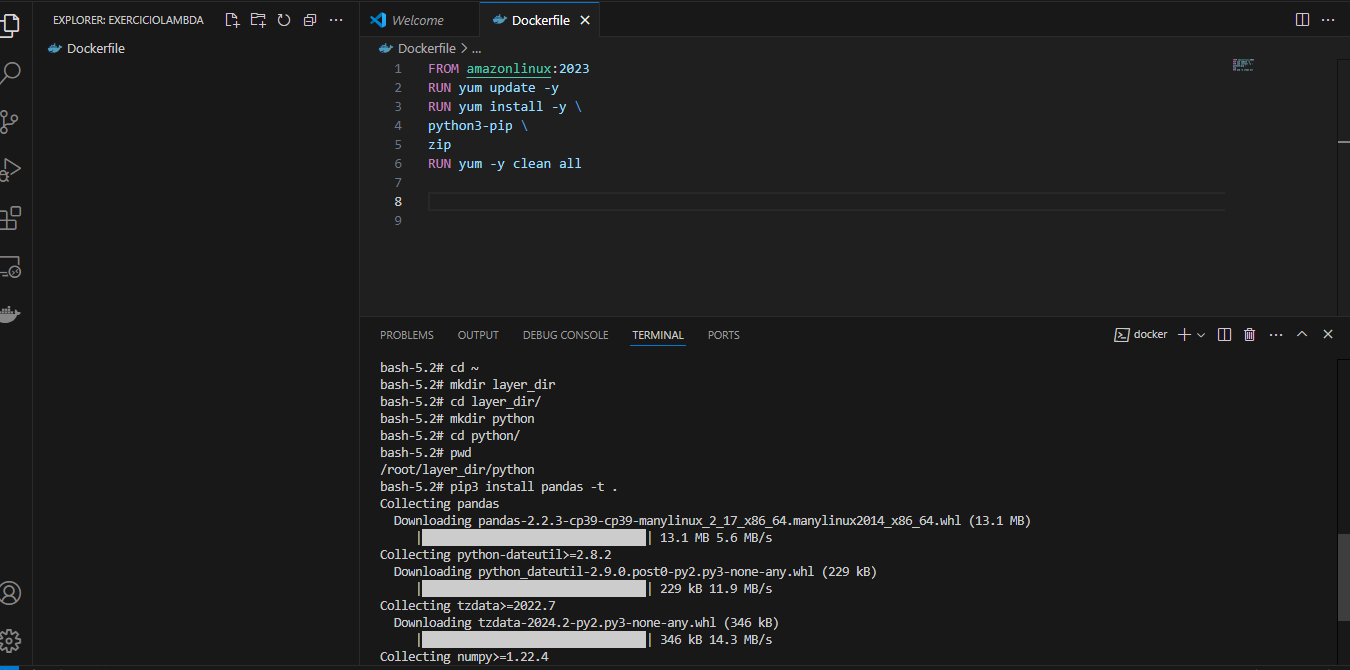 EXPLORER: EXERCICIOLAMBDA
Dockerfile
Welcome
Dockerfile
Dockerfile > ...
1 FROM amazonlinux:2023
2 RUN yum update -y
3 RUN yum install -y \
4 python3-pip \
5 zip
6 RUN yum -y clean all
7
8
9
PROBLEMS OUTPUT DEBUG CONSOLE TERMINAL PORTS
docker
bash-5.2# cd ~
bash-5.2# mkdir layer_dir
bash-5.2# cd layer_dir/
bash-5.2# mkdir python
bash-5.2# cd python/
bash-5.2# pwd
/root/layer_dir/python
bash-5.2# pip3 install pandas -t .
Collecting pandas
Downloading pandas-2.2.3-cp39-cp39-manylinux_2_17_x86_64.manylinux2014_x86_64.whl (13.1 MB)
| | 13.1 MB 5.6 MB/s
Collecting python-dateutil>=2.8.2
Downloading python_dateutil-2.9.0.post0-py2.py3-none-any.whl (229 kB)
| | 229 kB 11.9 MB/s
Collecting tzdata>=2022.7
Downloading tzdata-2024.2-py2.py3-none-any.whl (346 kB)
| | 346 kB 14.3 MB/s
Collecting numpy>=1.22.4